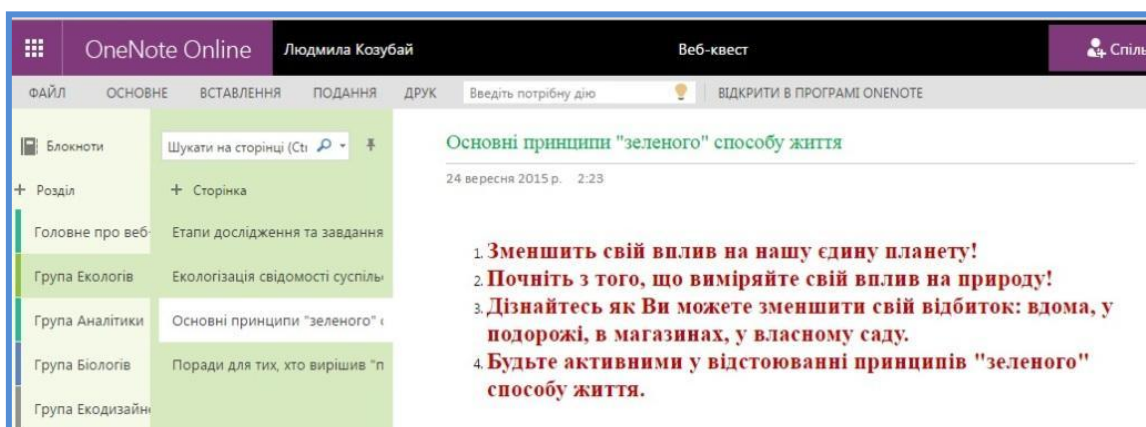 OneNote Online Людмила Козубай Веб-квест Спіль
ФАЙЛ ОСНОВНЕ ВСТАВЛЕННЯ ПОДАННЯ ДРУК Введіть потрібну дію ВІДКРИТИ В ПРОГРАМІ ONENOTE
Блокноти
+ Розділ
Головне про веб-
Група Екологів
Група Аналітики
Група Біологів
Група Екодизайне
Шукати на сторінці (Ct
+ Сторінка
Етапи дослідження та завдання
Екологізація свідомості суспіль
Основні принципи "зеленого" с
Поради для тих, хто вирішив "п
Основні принципи "зеленого" способу життя
24 вересня 2015 р. 2:23
1. Зменшить свій вплив на нашу єдину планету!
2. Почніть з того, що виміряйте свій вплив на природу!
3. Дізнайтесь як Ви можете зменшити свій відбиток: вдома, у
подорожі, в магазинах, у власному саду.
4. Будьте активними у відстоюванні принципів "зеленого"
способу життя.